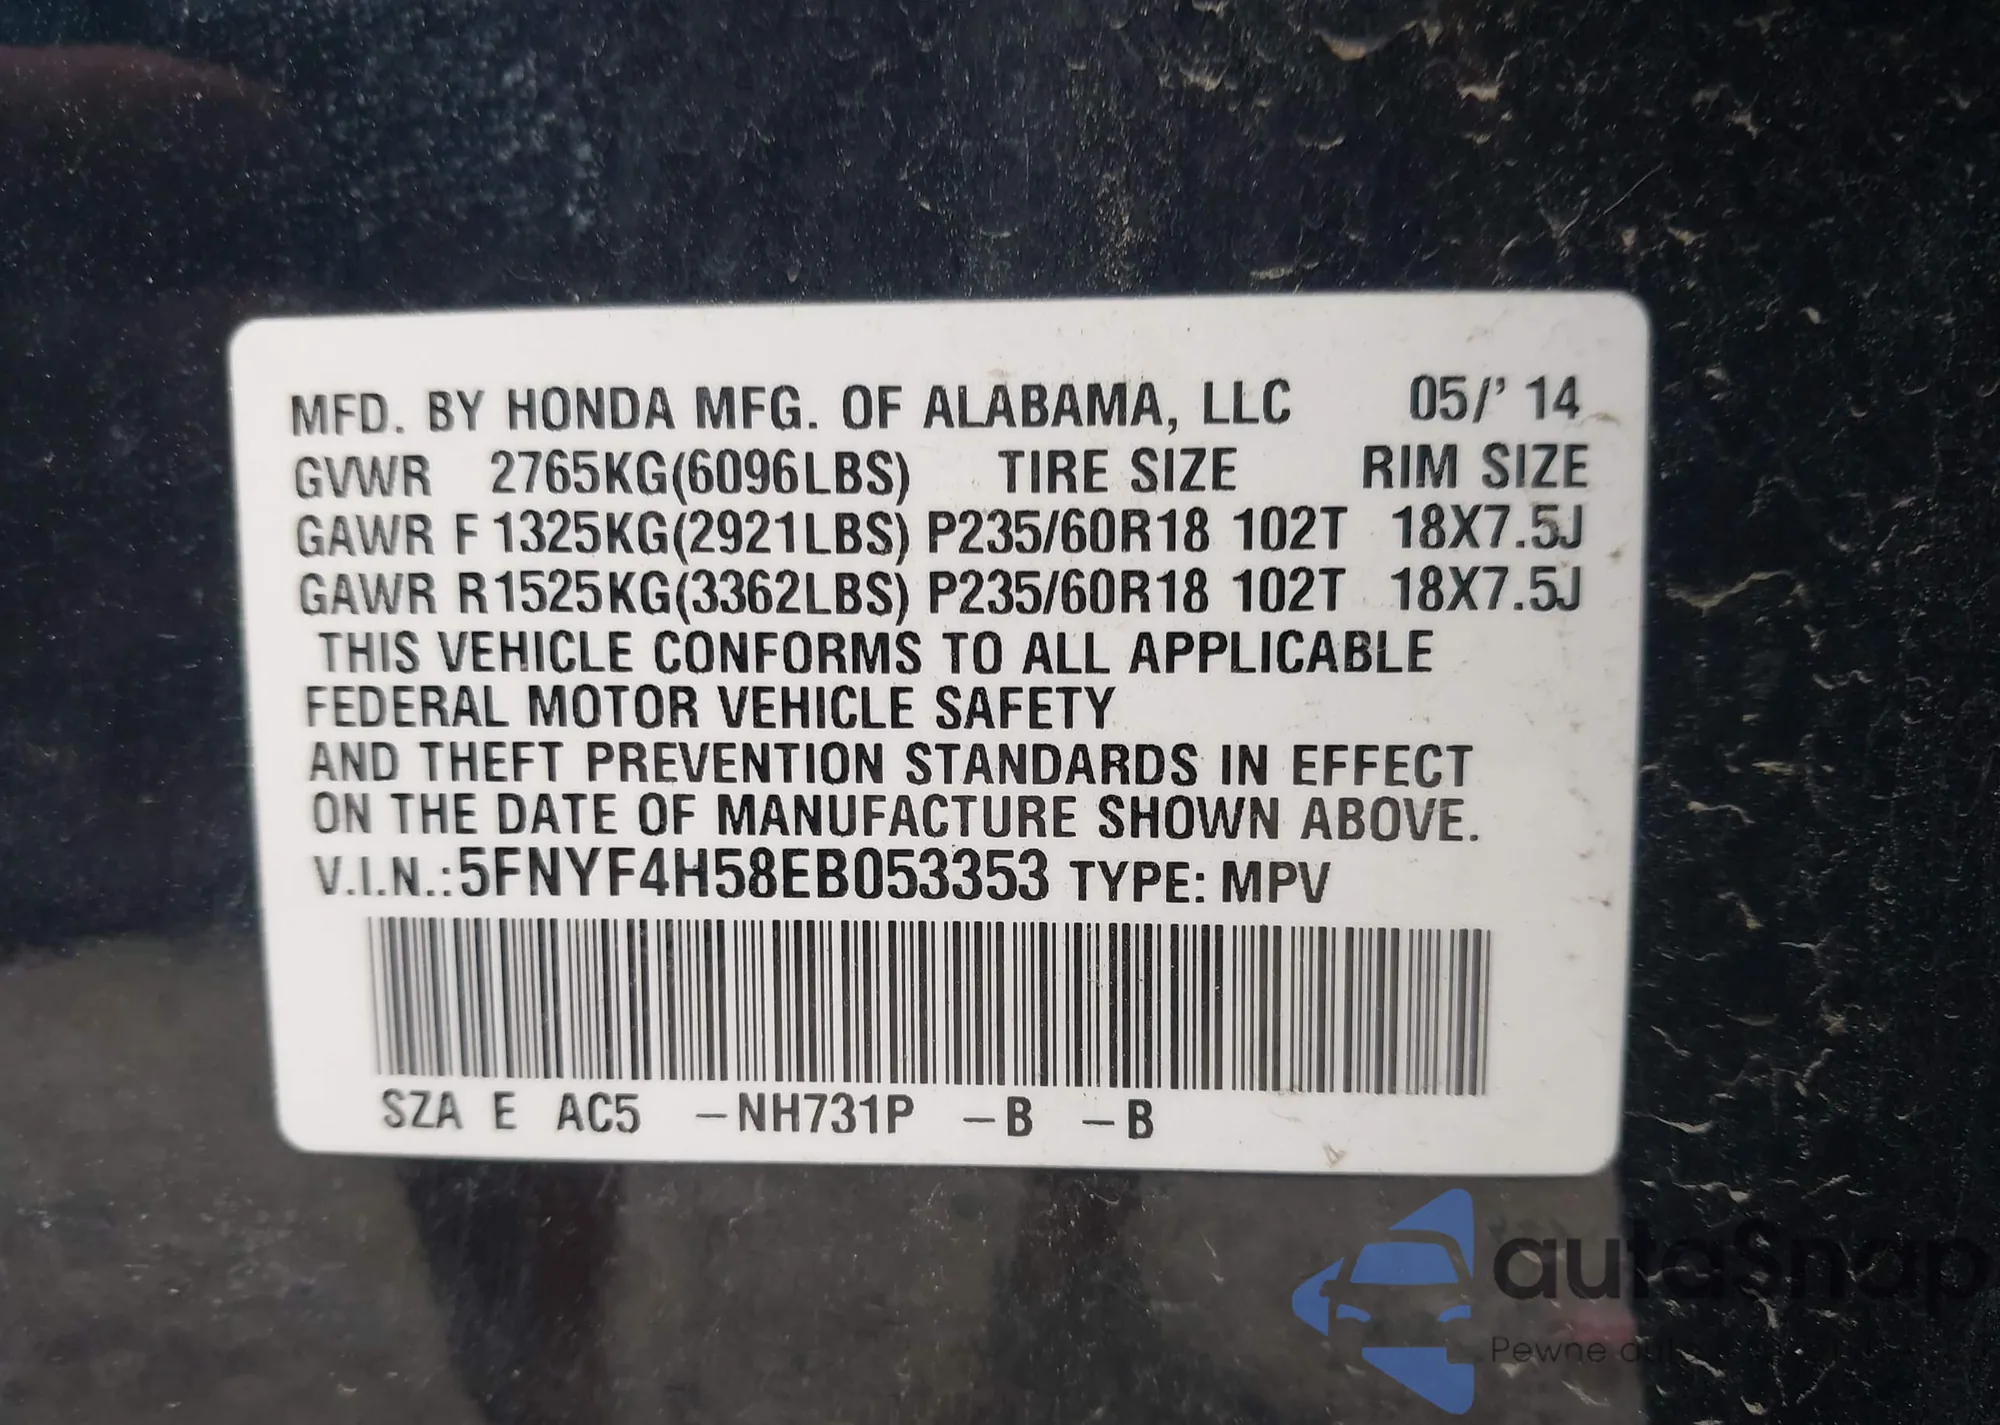 MFD. BY HONDA MFG. OF ALABAMA, LLC 05/' 14
GVWR 2765KG(6096LBS) TIRE SIZE RIM SIZE
GAWR F 1325KG(2921LBS) P235/60R18 102T 18X7.5J
GAWR R 1525KG(3362LBS) P235/60R18 102T 18X7.5J
THIS VEHICLE CONFORMS TO ALL APPLICABLE
FEDERAL MOTOR VEHICLE SAFETY
AND THEFT PREVENTION STANDARDS IN EFFECT
ON THE DATE OF MANUFACTURE SHOWN ABOVE.
V.I.N.:5FNYF4H58EB053353 TYPE: MPV
SZA E AC5 –NH731P –B –B
autaSnap
Pewne